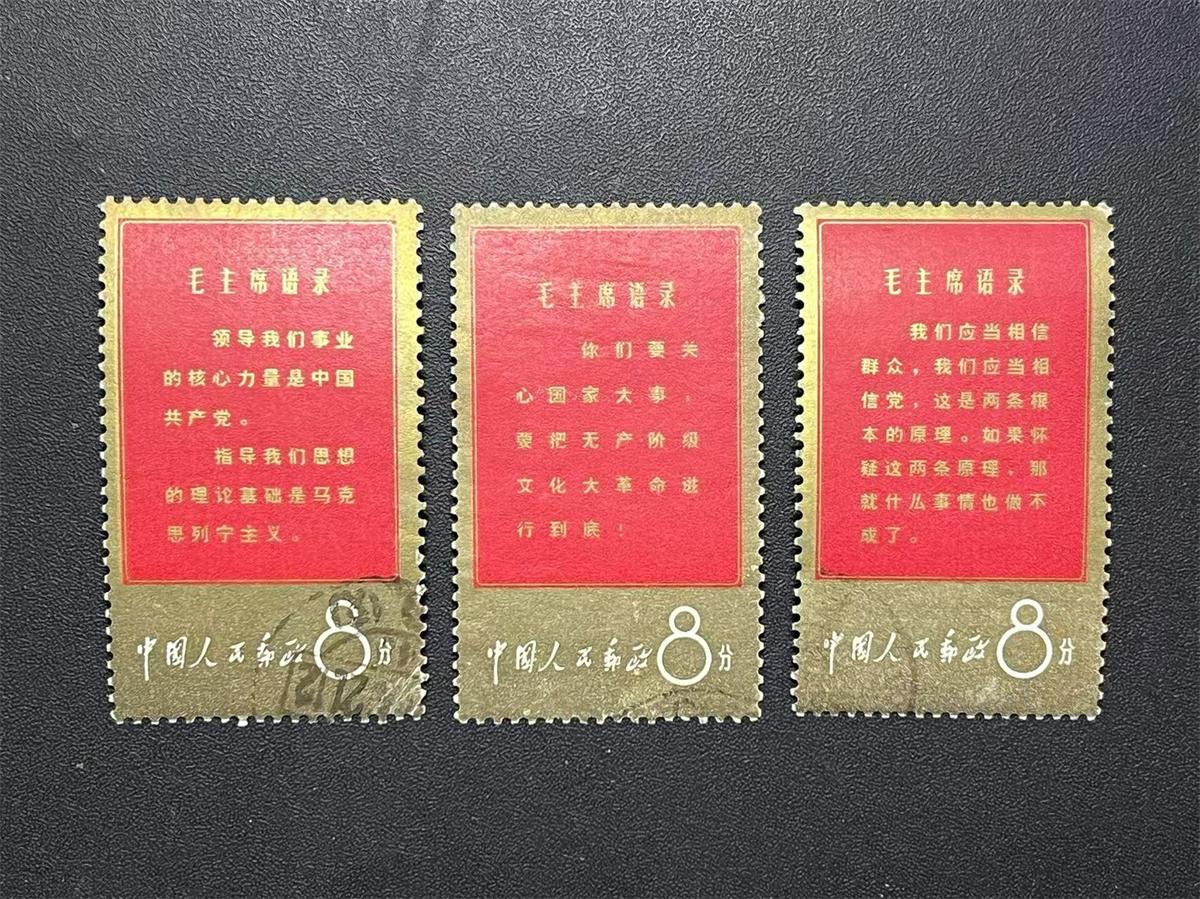 毛主席语录
领导我们事业
的核心力量是中国
共产党。
指导我们思想
的理论基础是马克
思列宁主义。
中国人民邮政8分
毛主席语录
你们要关
心国家大事，
要把无产阶级
文化大革命进
行到底！
中国人民邮政8分
毛主席语录
我们应当相信
群众，我们应当相
信党，这是两条根
本的原理。如果怀
疑这两条原理，那
就什么事情也做不
成了。
中国人民邮政8分